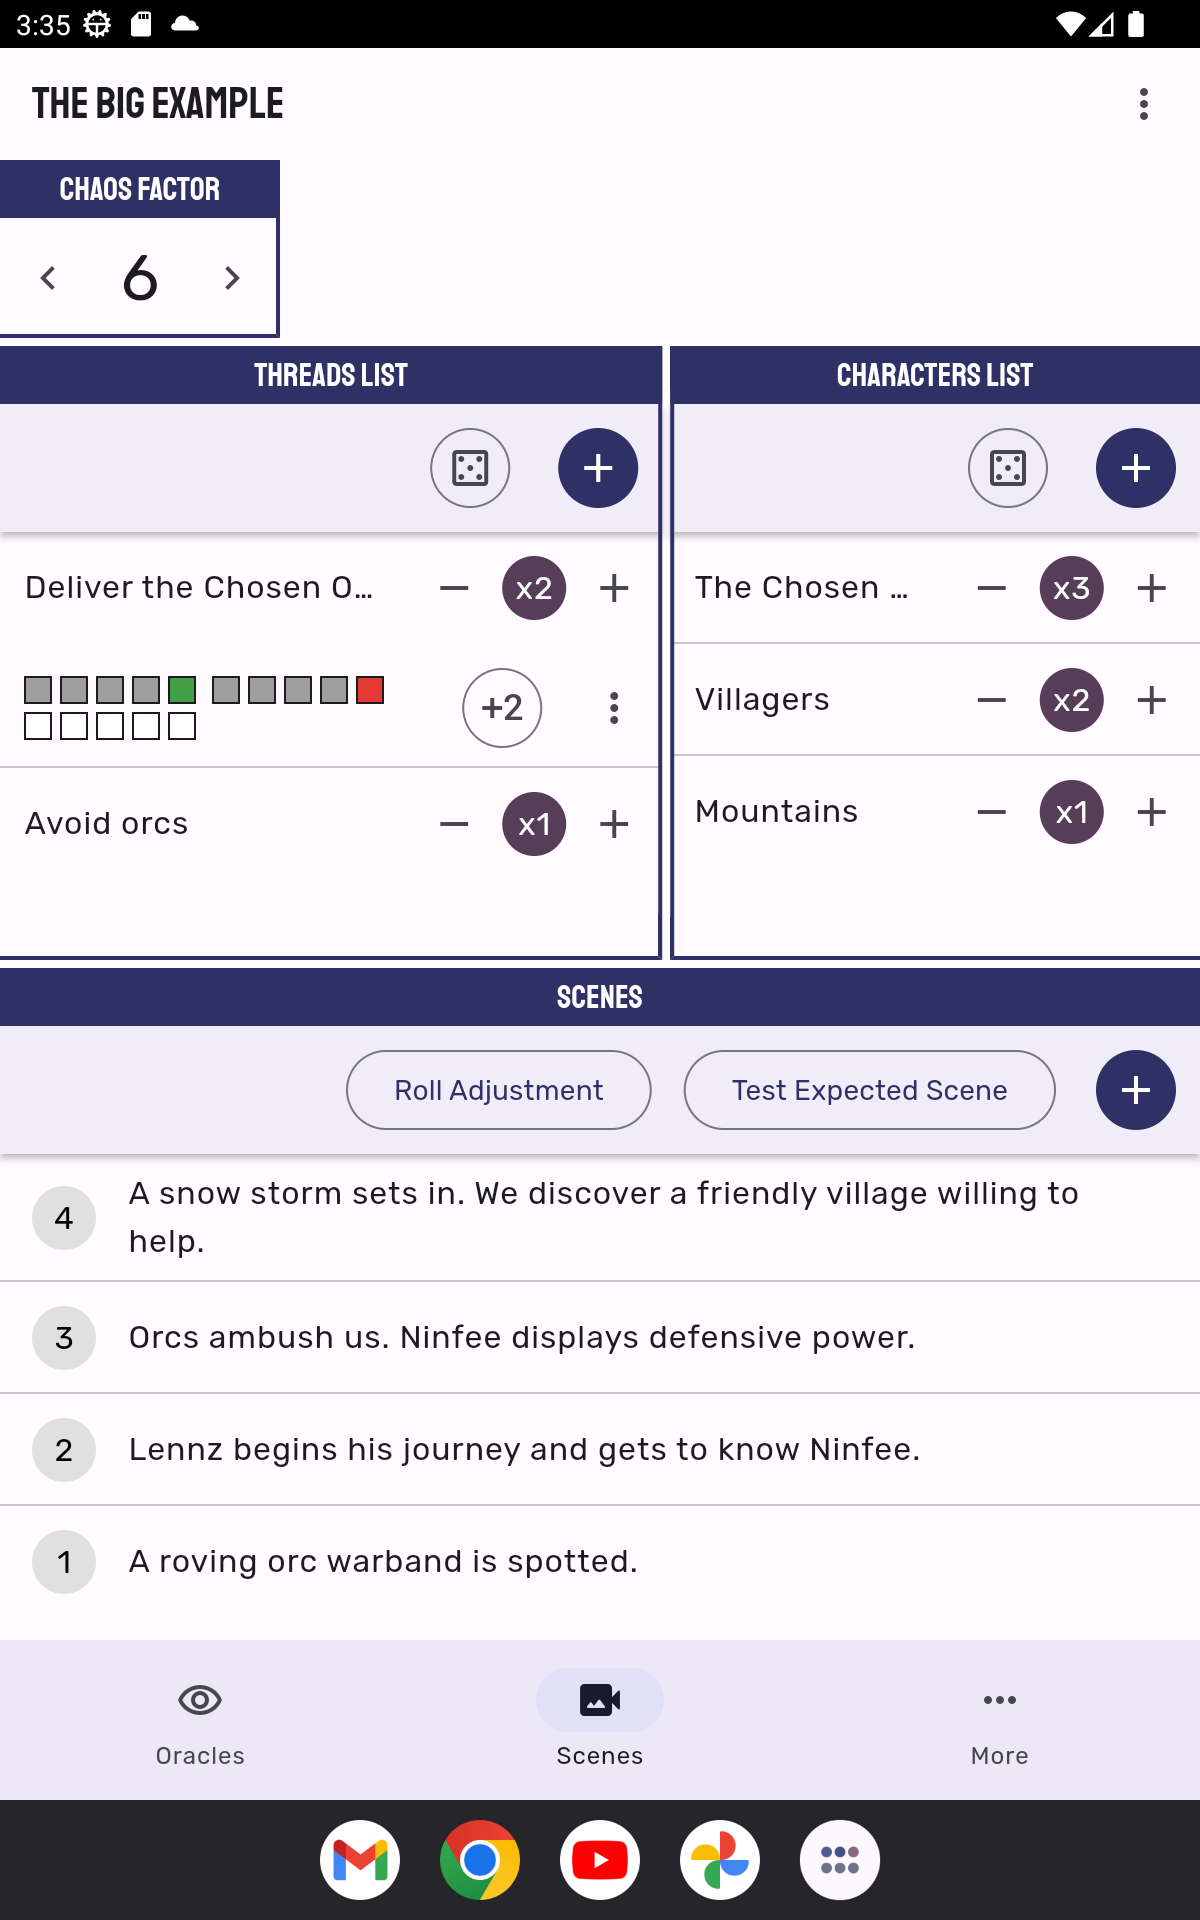 3:35
THE BIG EXAMPLE
CHAOS FACTOR
6
THREADS LIST
CHARACTERS LIST
Deliver the Chosen O... x2
+2
Avoid orcs x1
The Chosen ... x3
Villagers x2
Mountains x1
SCENES
Roll Adjustment
Test Expected Scene
4 A snow storm sets in. We discover a friendly village willing to
help.
3 Orcs ambush us. Ninfee displays defensive power.
2 Lennz begins his journey and gets to know Ninfee.
1 A roving orc warband is spotted.
Oracles
Scenes
More